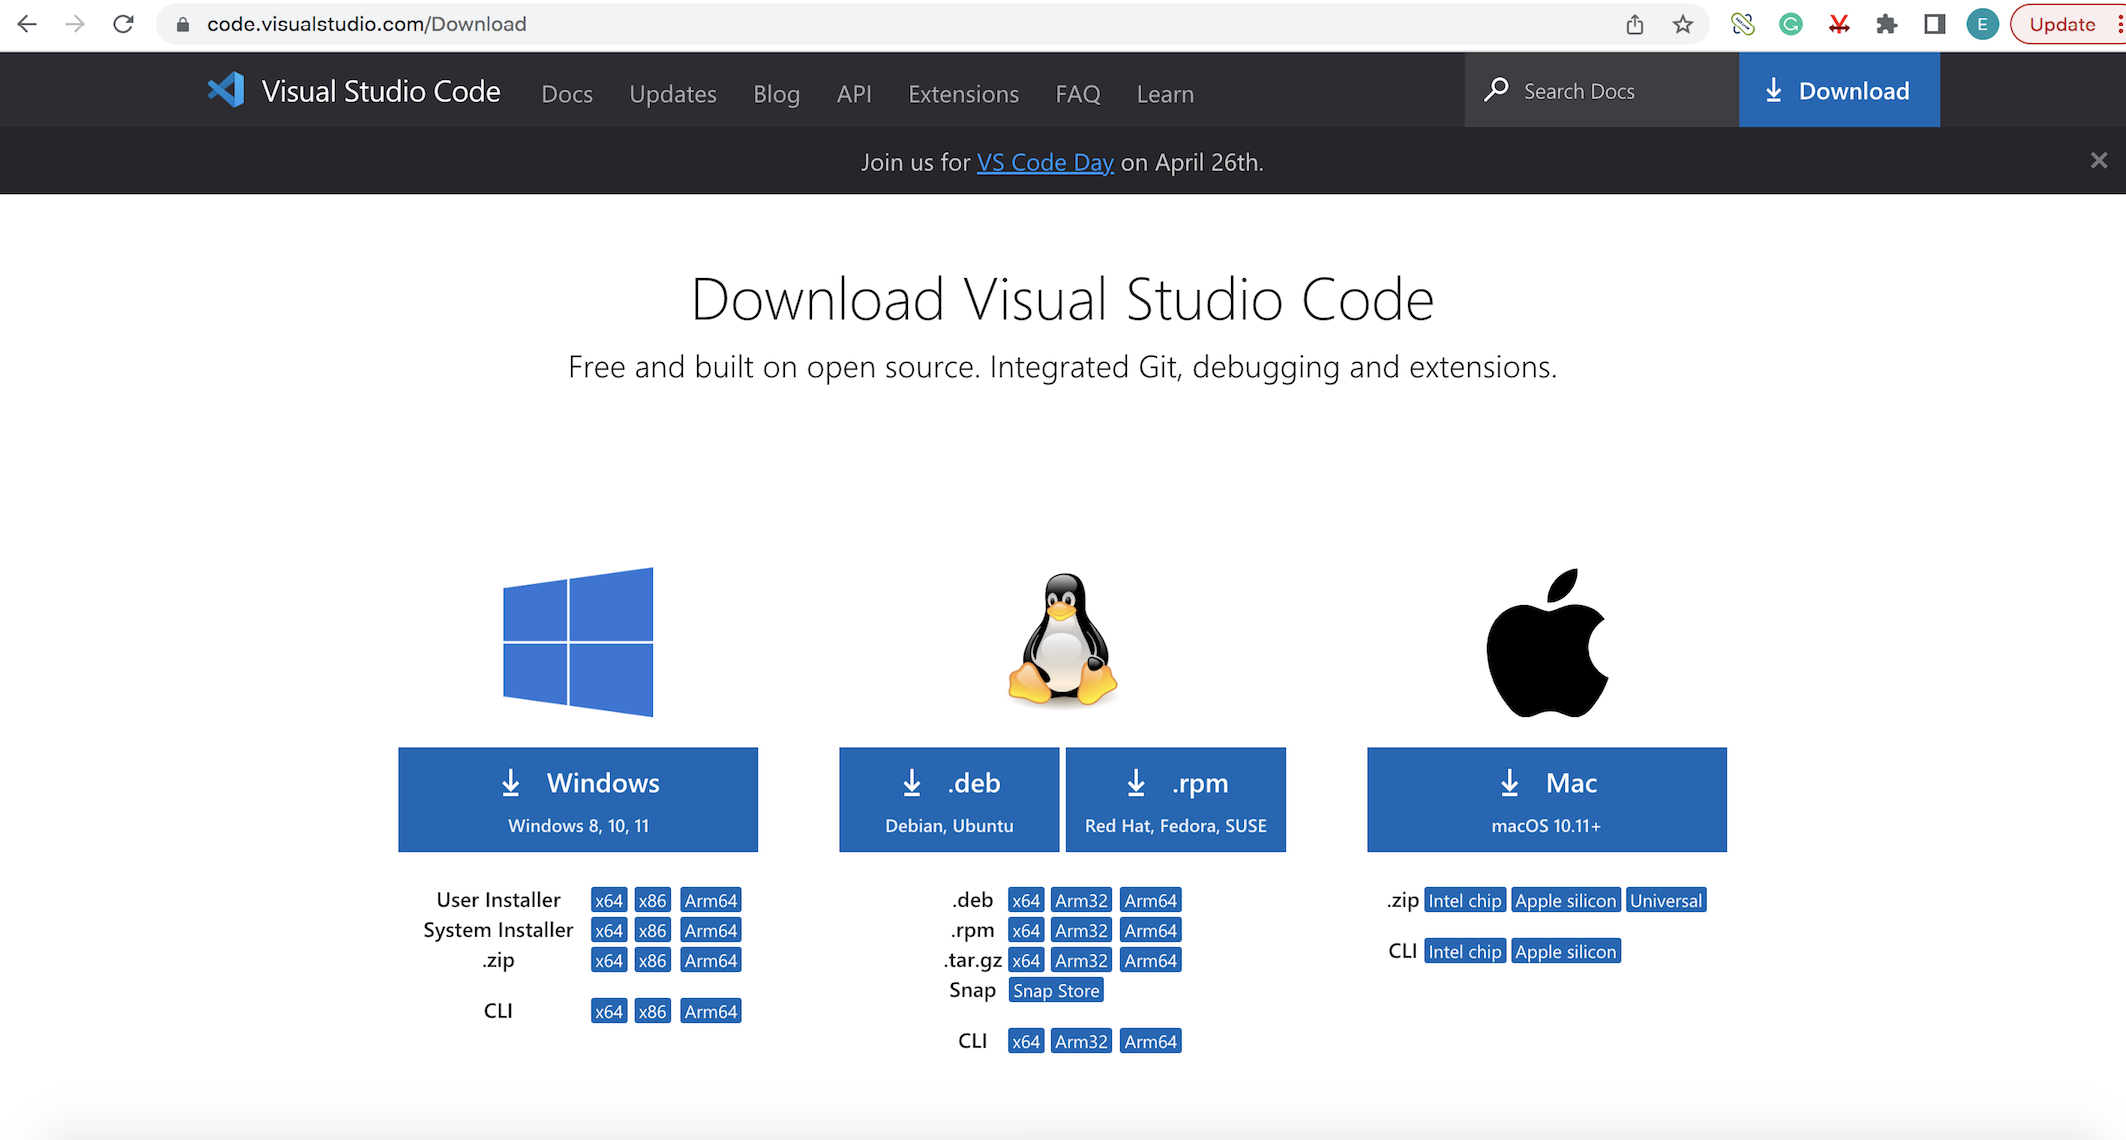 code.visualstudio.com/Download
E
Update
Visual Studio Code Docs Updates Blog API Extensions FAQ Learn Search Docs Download
Join us for VS Code Day on April 26th.
Download Visual Studio Code
Free and built on open source. Integrated Git, debugging and extensions.
Windows
Windows 8, 10, 11
User Installer x64 x86 Arm64
System Installer x64 x86 Arm64
.zip x64 x86 Arm64
CLI x64 x86 Arm64
.deb
Debian, Ubuntu
.rpm
Red Hat, Fedora, SUSE
.deb x64 Arm32 Arm64
.rpm x64 Arm32 Arm64
.tar.gz x64 Arm32 Arm64
Snap Snap Store
CLI x64 Arm32 Arm64
Mac
macOS 10.11+
.zip Intel chip Apple silicon Universal
CLI Intel chip Apple silicon